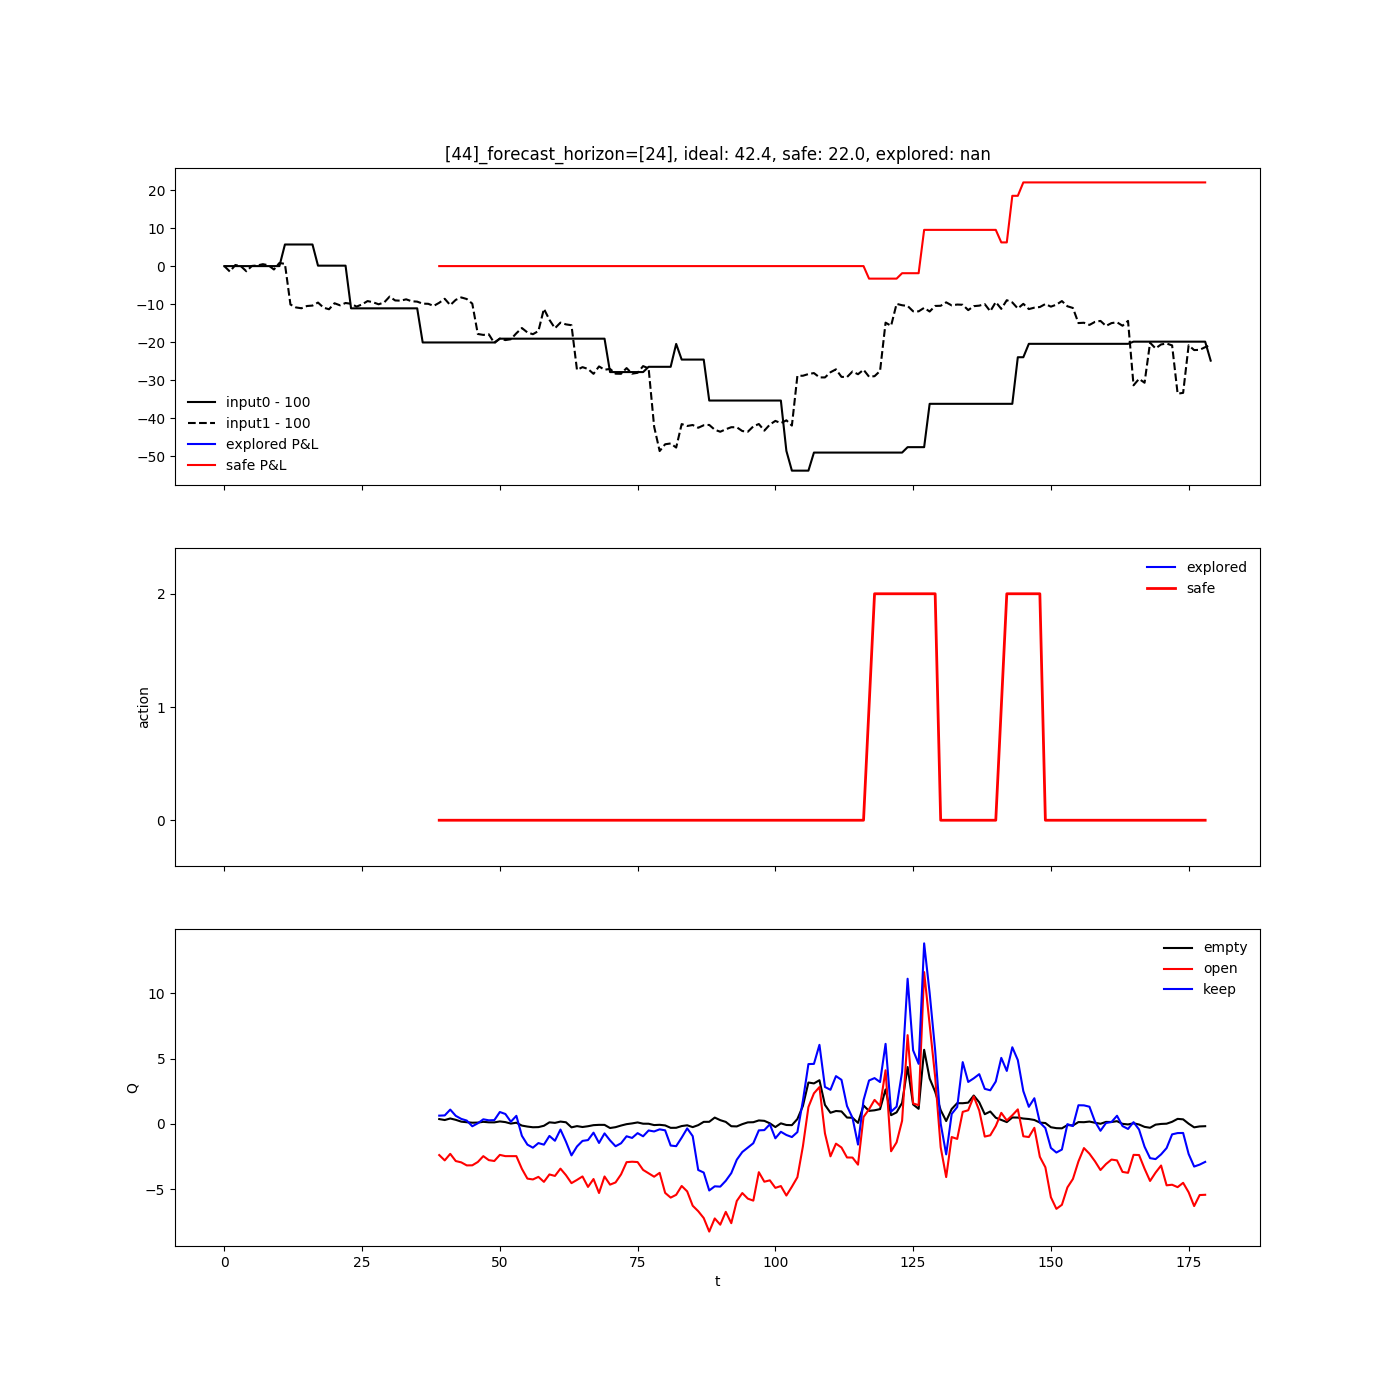 [44]_forecast_horizon=[24], ideal: 42.4, safe: 22.0, explored: nan
20
10
0
−10
−20
−30
−40
−50
input0 - 100
input1 - 100
explored P&L
safe P&L
2
1
0
action
explored
safe
10
5
0
−5
Q
empty
open
keep
0 25 50 75 100 125 150 175
t